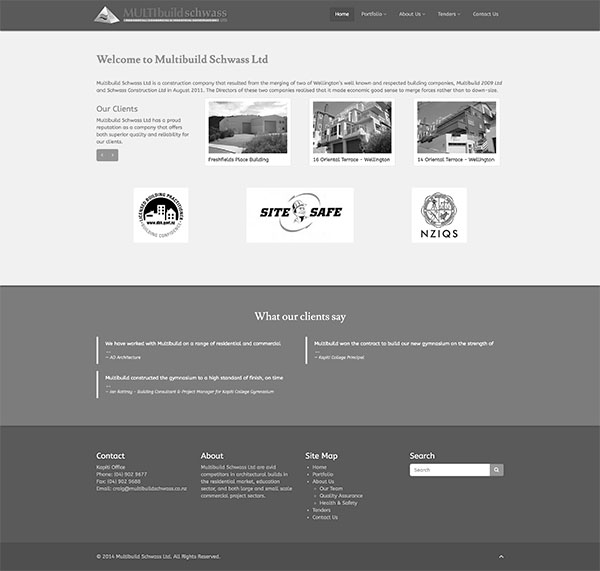 MULTIbuild schwass
Home
Portfolio
About Us
Tenders
Contact Us
Welcome to Multibuild Schwass Ltd
Multibuild Schwass Ltd is a construction company that resulted from the merging of two of Wellington's well known and respected building companies, Multibuild 2009 Ltd
and Schwass Construction Ltd in August 2011. The Directors of these two companies realised that it made economic good sense to merge forces rather than to down-size.
Our Clients
Multibuild Schwass Ltd has a proud
reputation as a company that offers
both superior quality and reliability for
our clients.
Freshfields Place Building
16 Oriental Terrace - Wellington
14 Oriental Terrace - Wellington
LICENSED BUILDING PRACTITIONERS
www.dbh.govt.nz
BUILDING CONFIDENCE
SITE SAFE
NZIQS
What our clients say
We have worked with Multibuild on a range of residential and commercial
...
– AD Architecture
Multibuild won the contract to build our new gymnasium on the strength of
...
– Kapiti College Principal
Multibuild constructed the gymnasium to a high standard of finish, on time
...
– Ian Rattray – Building Consultant & Project Manager for Kapiti College Gymnasium
Contact
Kapiti Office
Phone: (04) 902 9877
Fax: (04) 902 9688
Email: craig@multibuildschwass.co.nz
About
Multibuild Schwass Ltd are avid
competitors in architectural builds in
the residential market, education
sector, and both large and small scale
commercial project sectors.
Site Map
Home
Portfolio
About Us
Our Team
Quality Assurance
Health & Safety
Tenders
Contact Us
Search
Search
© 2014 Multibuild Schwass Ltd. All Rights Reserved.